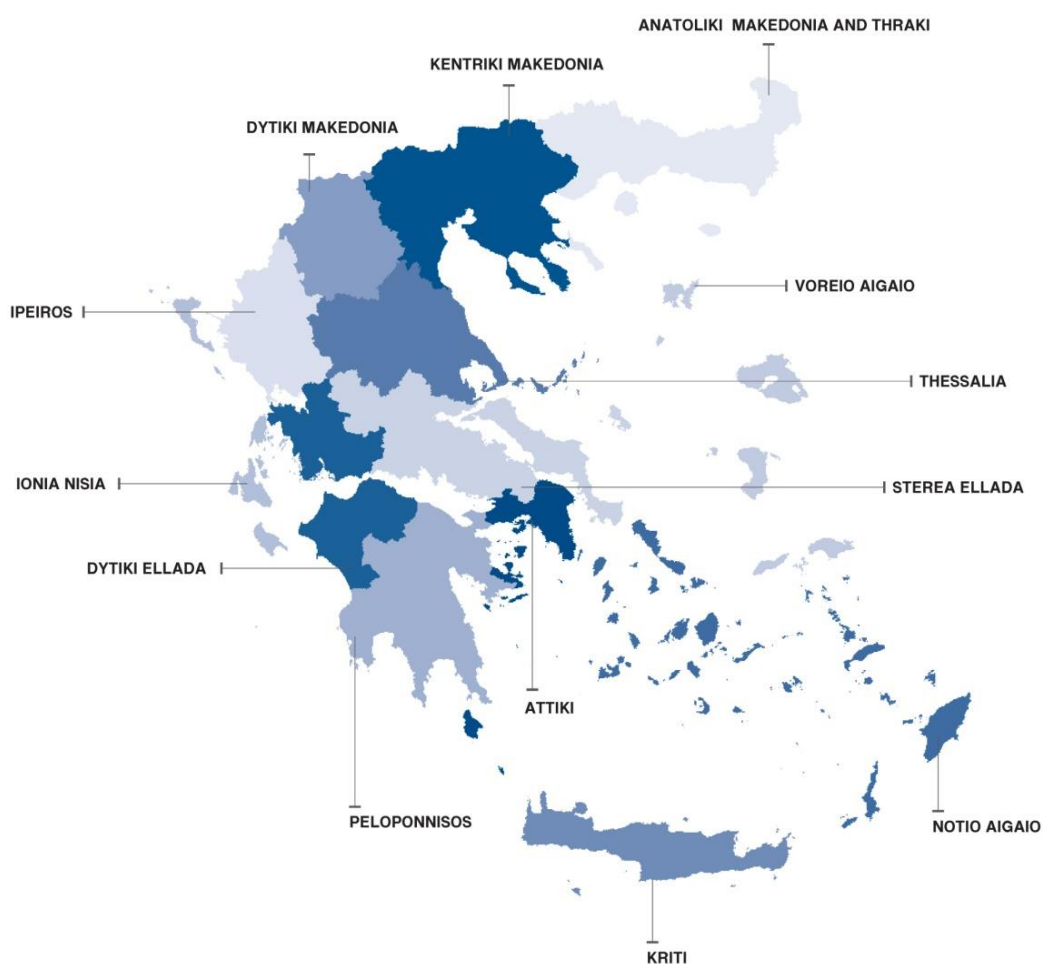 ANATOLIKI MAKEDONIA AND THRAKI
KENTRIKI MAKEDONIA
DYTIKI MAKEDONIA
VOREIO AIGAIO
IPEIROS
THESSALIA
IONIA NISIA
STEREA ELLADA
DYTIKI ELLADA
ATTIKI
PELOPONNISOS
NOTIO AIGAIO
KRITI